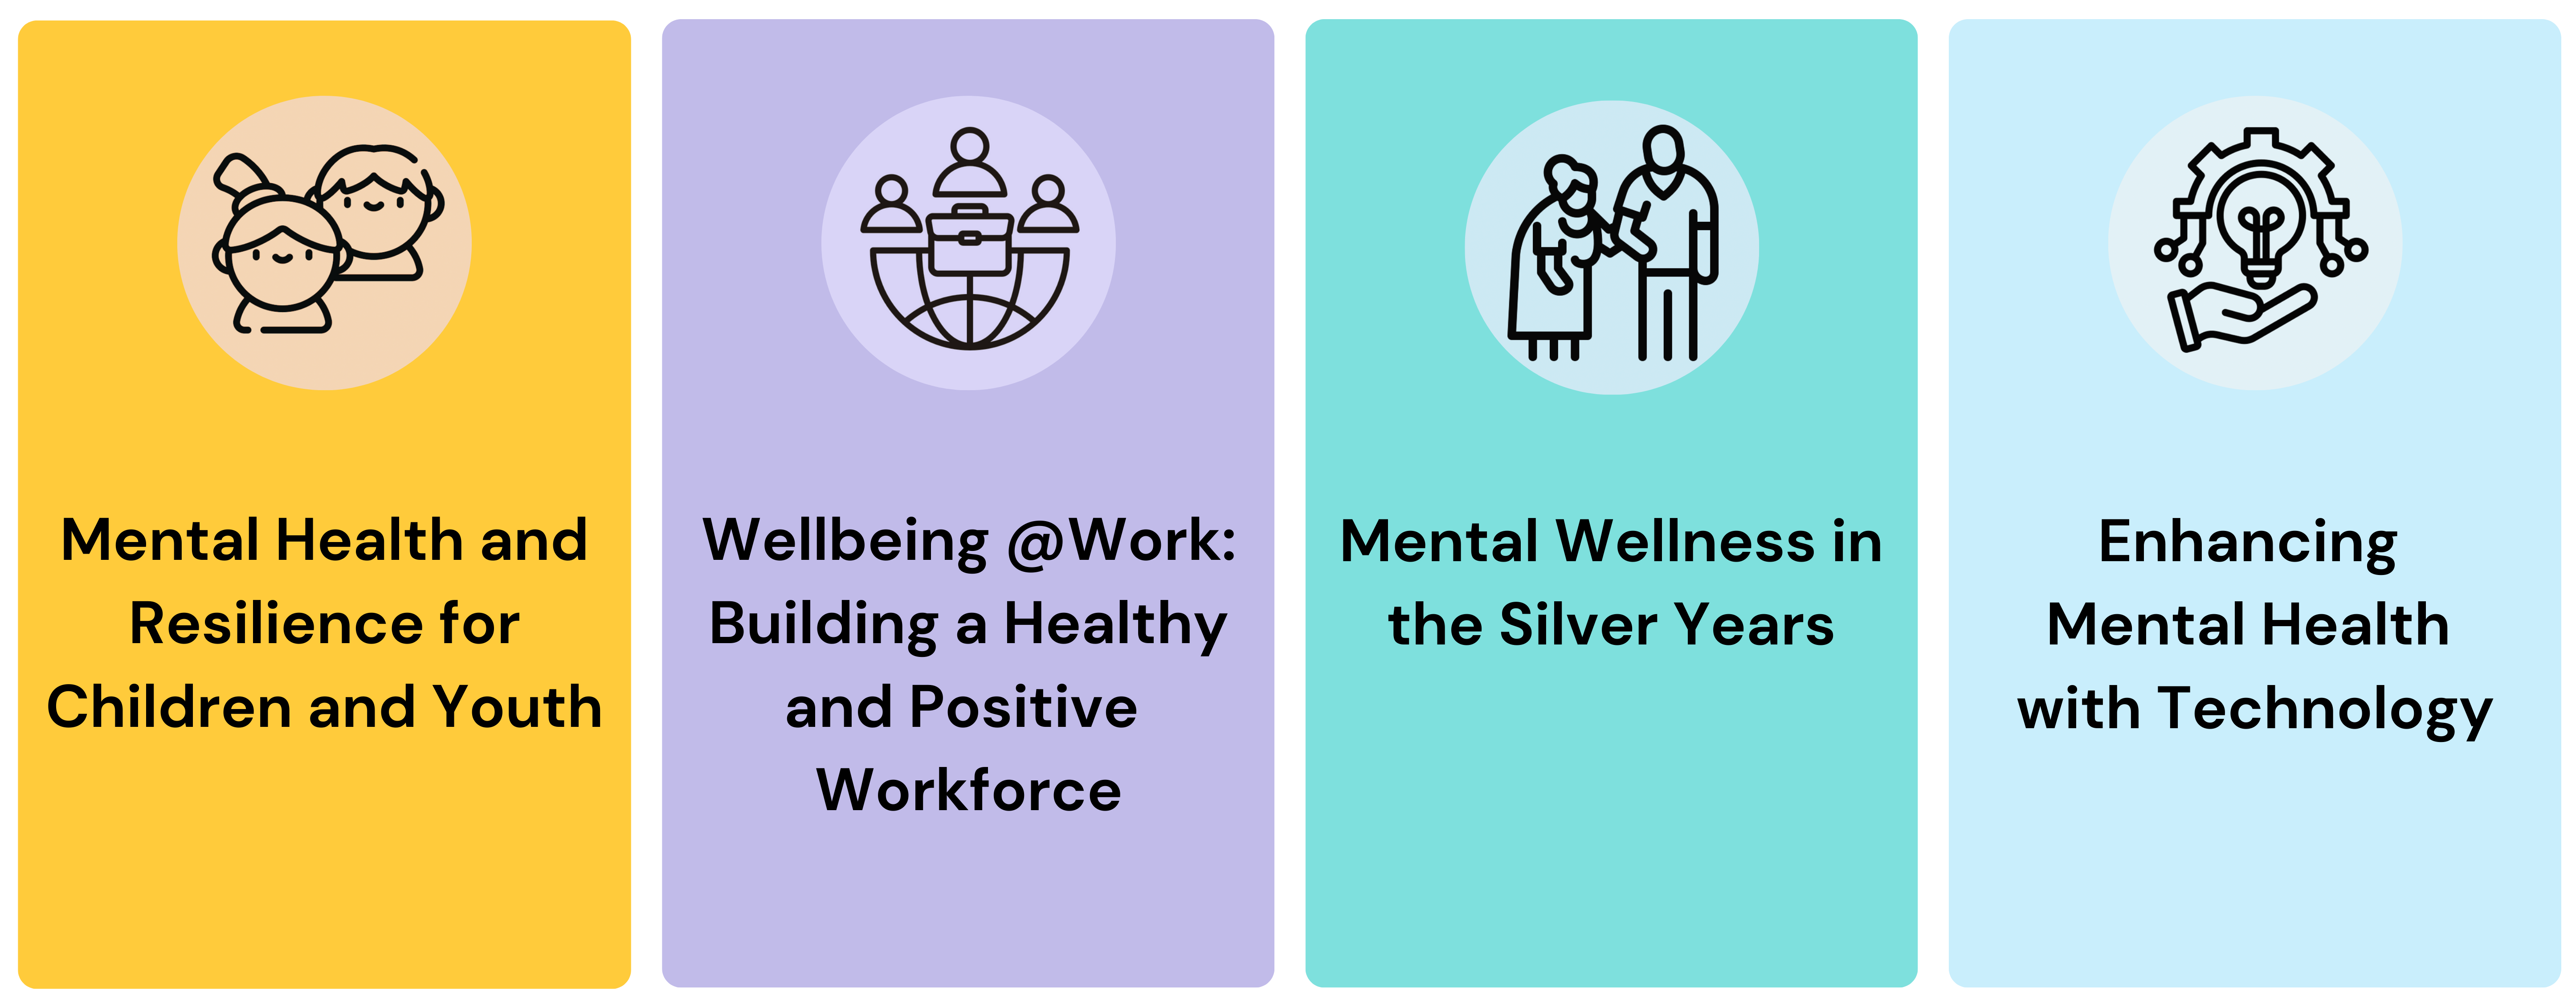 Mental Health and
Resilience for
Children and Youth
Wellbeing @Work:
Building a Healthy
and Positive
Workforce
Mental Wellness in
the Silver Years
Enhancing
Mental Health
with Technology